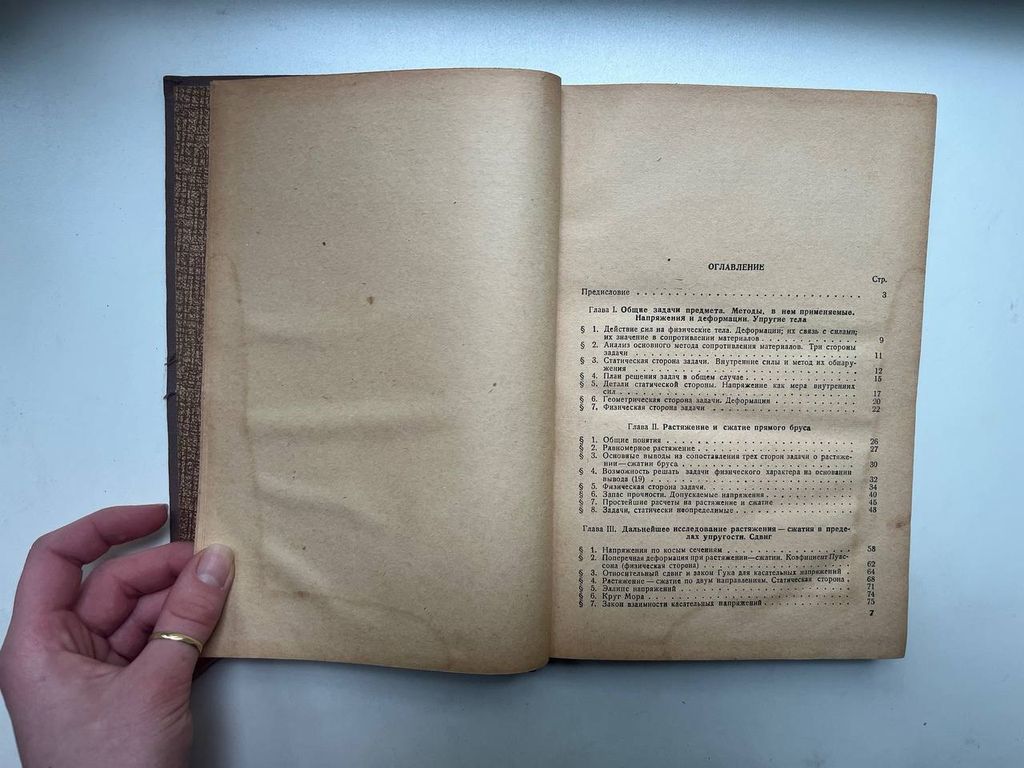 ОГЛАВЛЕНИЕ
Стр.
Предисловие . . . . . . . . . . . . . . . . . . . . 3
Глава I. Общие задачи предмета. Методы, в нем применяемые.
Напряжения и деформации. Упругие тела
§ 1. Действие сил на физические тела. Деформации; их связь с силами;
их значение в сопротивлении материалов . . . . . . . . . . 9
§ 2. Анализ основного метода сопротивления материалов. Три стороны
задачи . . . . . . . . . . . . . . . . . . . . 11
§ 3. Статическая сторона задачи. Внутренние силы и метод их обнару-
жения . . . . . . . . . . . . . . . . . . . . 12
§ 4. План решения задач в общем случае . . . . . . . . . . 15
§ 5. Детали статической стороны. Напряжение как мера внутренних
сил . . . . . . . . . . . . . . . . . . . . 17
§ 6. Геометрическая сторона задачи. Деформации . . . . . . . . 20
§ 7. Физическая сторона задачи . . . . . . . . . . . . . . 22
Глава II. Растяжение и сжатие прямого бруса
§ 1. Общие понятия . . . . . . . . . . . . . . . . . . 26
§ 2. Равномерное растяжение . . . . . . . . . . . . . . . 27
§ 3. Основные выводы из сопоставления трех сторон задачи о растяже-
нии—сжатии бруса . . . . . . . . . . . . . . . . . 30
§ 4. Возможность решать задачи физического характера на основании
вывода (19) . . . . . . . . . . . . . . . . . . . 32
§ 5. Физическая сторона задачи . . . . . . . . . . . . . . 34
§ 6. Запас прочности. Допускаемые напряжения . . . . . . . . . 40
§ 7. Простейшие расчеты на растяжение и сжатие . . . . . . . . 45
§ 8. Задачи, статически неопределимые . . . . . . . . . . . . 48
Глава III. Дальнейшее исследование растяжения—сжатия в преде-
лах упругости. Сдвиг
§ 1. Напряжения по косым сечениям . . . . . . . . . . . . . 58
§ 2. Поперечная деформация при растяжении—сжатии. Коэфициент Пуас-
сона (физическая сторона) . . . . . . . . . . . . . . 62
§ 3. Относительный сдвиг и закон Гука для касательных напряжений . 64
§ 4. Растяжение—сжатие по двум направлениям. Статическая сторона . 68
§ 5. Эллипс напряжений . . . . . . . . . . . . . . . . . 71
§ 6. Круг Мора . . . . . . . . . . . . . . . . . . . . 74
§ 7. Закон взаимности касательных напряжений . . . . . . . . . 75
7